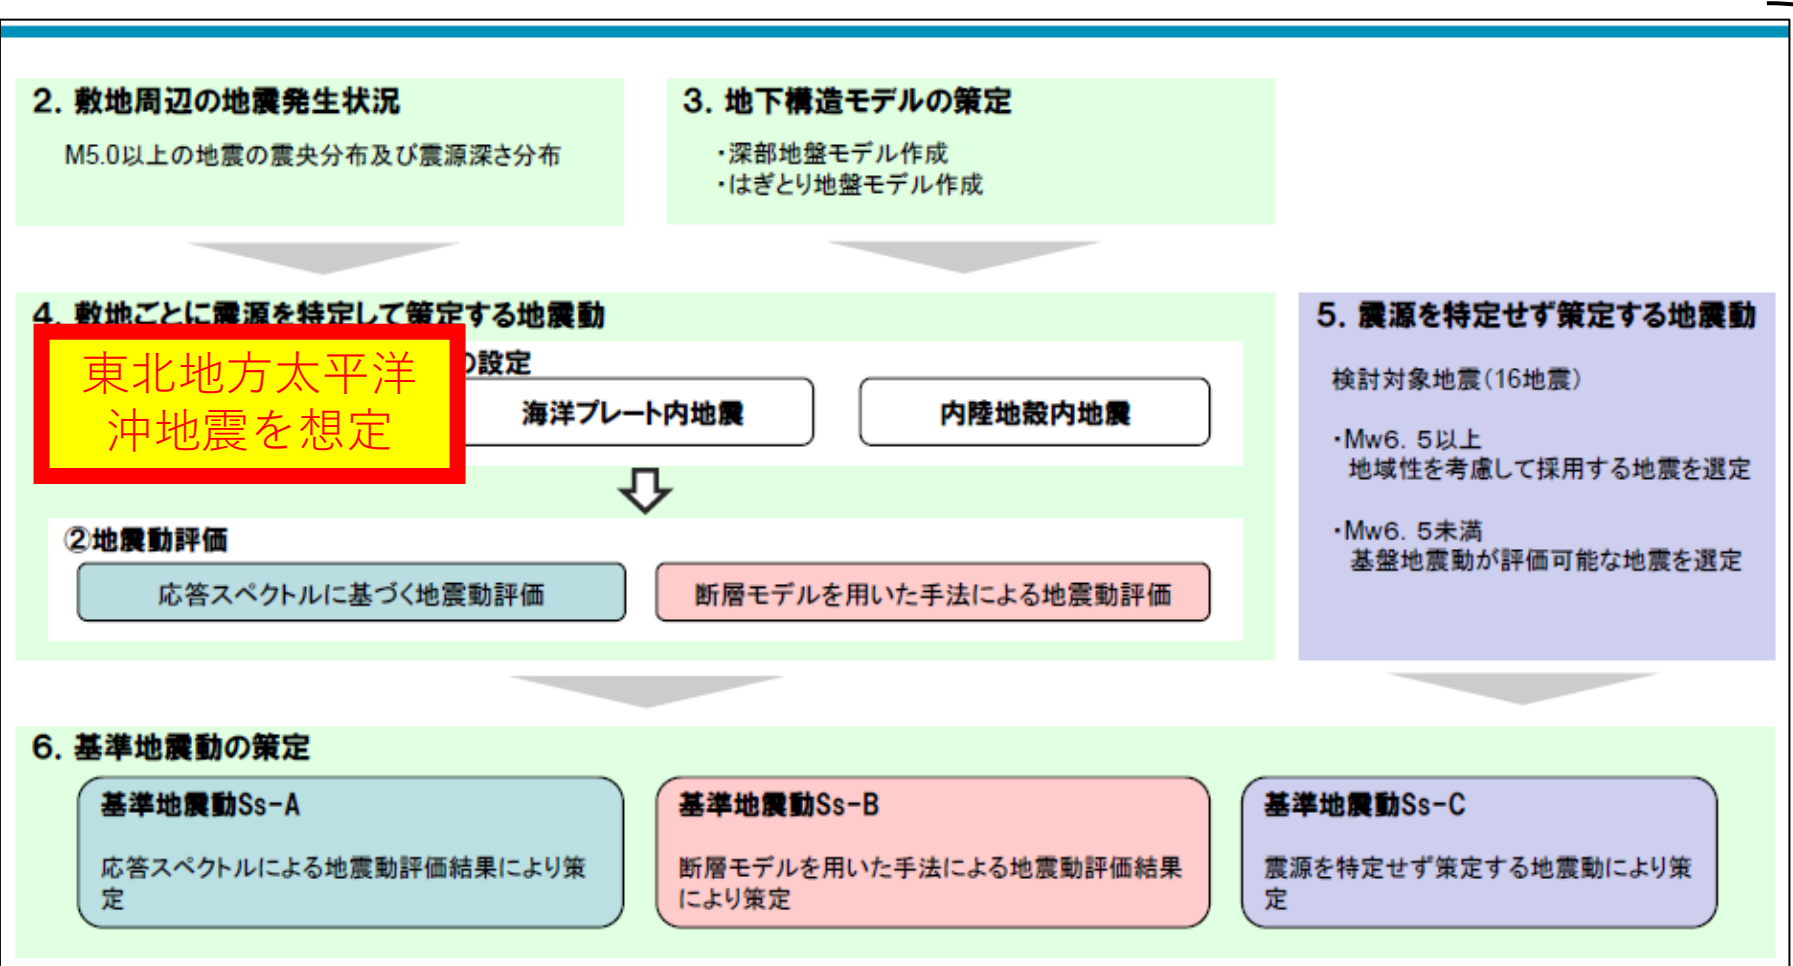 2. 敷地周辺の地震発生状況
M5.0以上の地震の震央分布及び震源深さ分布
3. 地下構造モデルの策定
・深部地盤モデル作成
・はぎとり地盤モデル作成
4. 敷地ごとに震源を特定して策定する地震動
の設定
東北地方太平洋
沖地震を想定
海洋プレート内地震
内陸地殻内地震
②地震動評価
応答スペクトルに基づく地震動評価
断層モデルを用いた手法による地震動評価
5. 震源を特定せず策定する地震動
検討対象地震(16地震)
・Mw6.5以上
地域性を考慮して採用する地震を選定
・Mw6.5未満
基盤地震動が評価可能な地震を選定
6. 基準地震動の策定
基準地震動Ss-A
応答スペクトルによる地震動評価結果により策
定
基準地震動Ss-B
断層モデルを用いた手法による地震動評価結果
により策定
基準地震動Ss-C
震源を特定せず策定する地震動により策
定